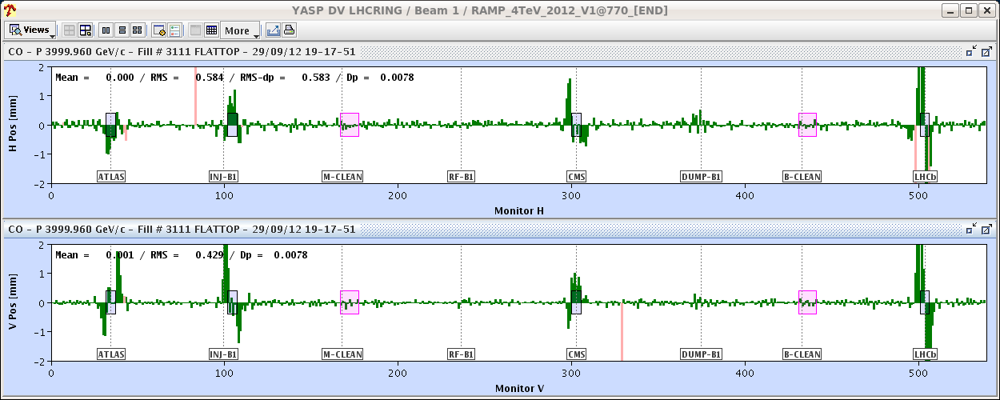 YASP DV LHCRING / Beam 1 / RAMP_4TeV_2012_V1@770_[END]
Views More
CO - P 3999.960 GeV/c - Fill # 3111 FLATTOP - 29/09/12 19-17-51
Mean = 0.000 / RMS = 0.584 / RMS-dp = 0.583 / Dp = 0.0078
H Pos [mm]
2
1
0
-1
-2
ATLAS INJ-B1 M-CLEAN RF-B1 CMS DUMP-B1 B-CLEAN LHCb
0 100 200 300 400 500
Monitor H
CO - P 3999.960 GeV/c - Fill # 3111 FLATTOP - 29/09/12 19-17-51
Mean = 0.001 / RMS = 0.429 / Dp = 0.0078
V Pos [mm]
2
1
0
-1
-2
ATLAS INJ-B1 M-CLEAN RF-B1 CMS DUMP-B1 B-CLEAN LHCb
0 100 200 300 400 500
Monitor V